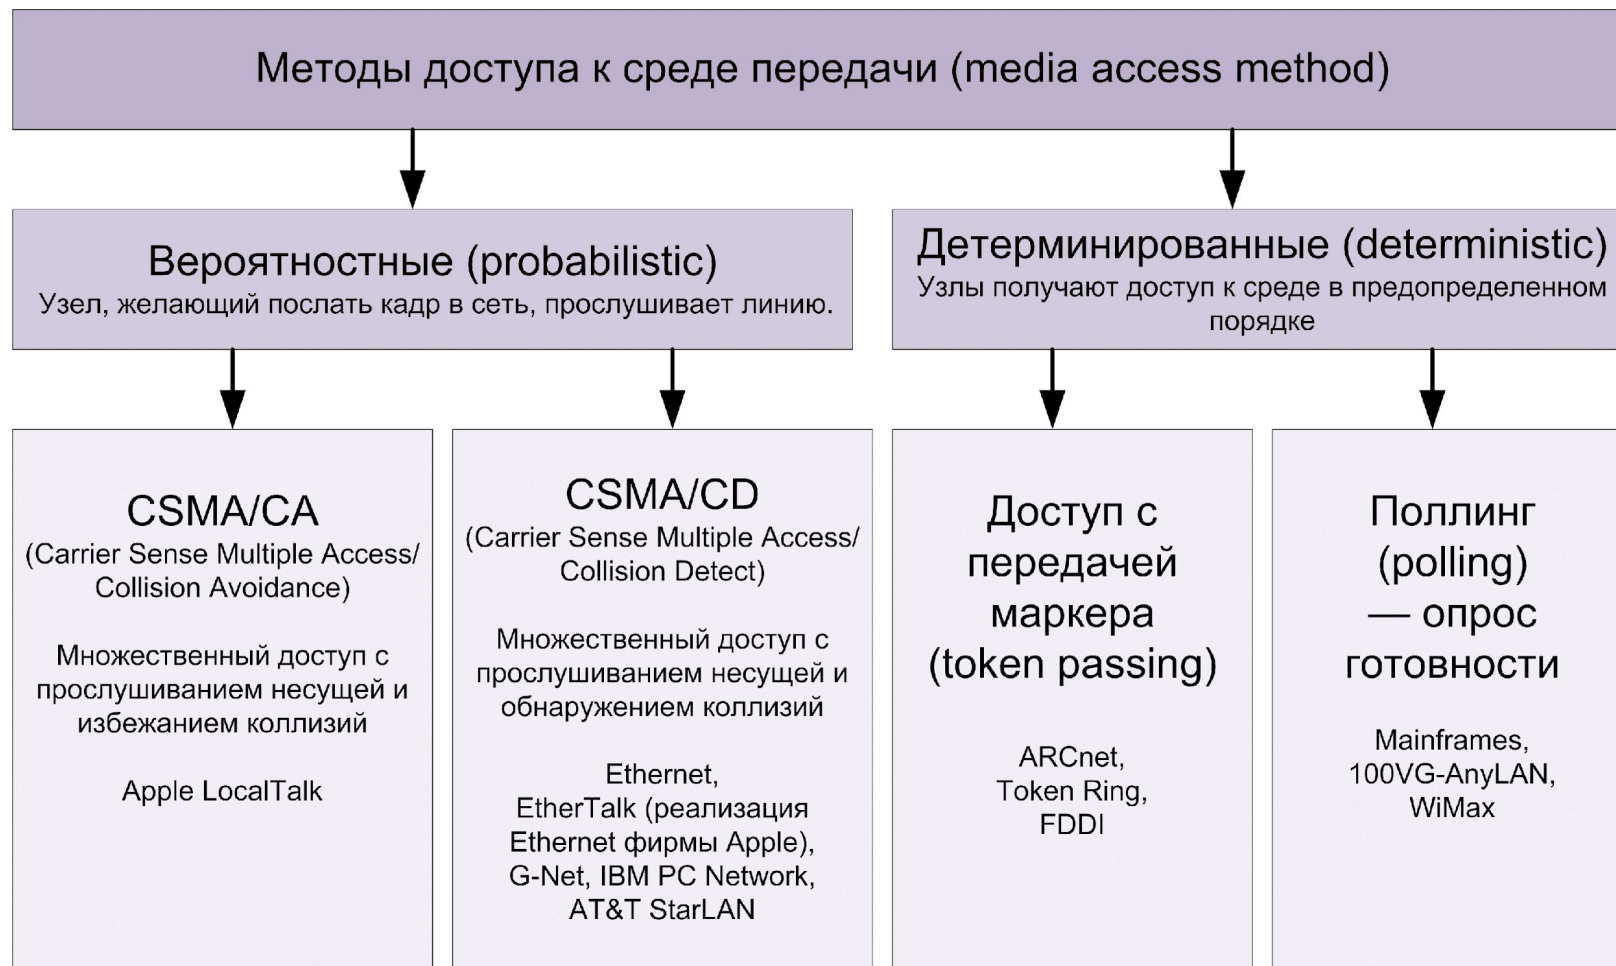 Методы доступа к среде передачи (media access method)
Вероятностные (probabilistic)
Узел, желающий послать кадр в сеть, прослушивает линию.
Детерминированные (deterministic)
Узлы получают доступ к среде в предопределенном
порядке
CSMA/CA
(Carrier Sense Multiple Access/
Collision Avoidance)
Множественный доступ с
прослушиванием несущей и
избежанием коллизий
Apple LocalTalk
CSMA/CD
(Carrier Sense Multiple Access/
Collision Detect)
Множественный доступ с
прослушиванием несущей и
обнаружением коллизий
Ethernet,
EtherTalk (реализация
Ethernet фирмы Apple),
G-Net, IBM PC Network,
AT&T StarLAN
Доступ с
передачей
маркера
(token passing)
ARCnet,
Token Ring,
FDDI
Поллинг
(polling)
— опрос
готовности
Mainframes,
100VG-AnyLAN,
WiMax